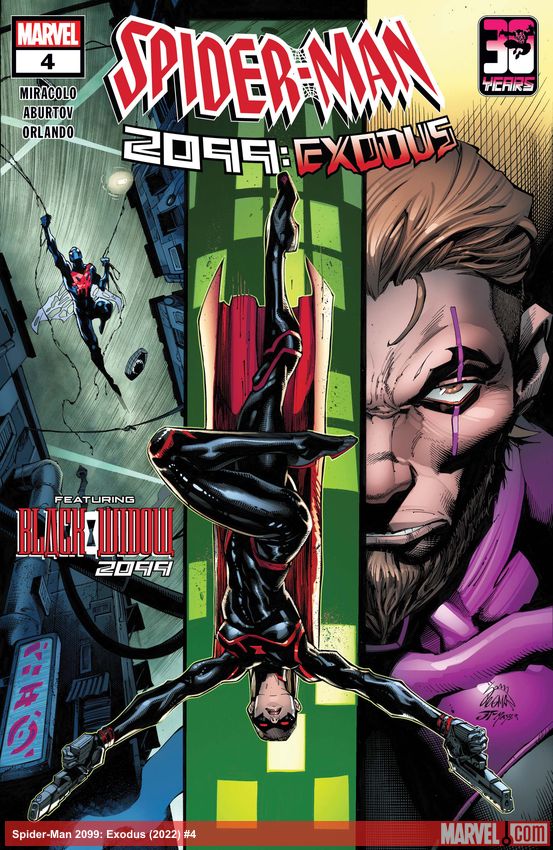 MARVEL
4
MIRACOLO
ABURTOV
ORLANDO
SPIDER-MAN
2099: EXODUS
30
YEARS
FEATURING
BLACK WIDOW
2099
Spider-Man 2099: Exodus (2022) #4
MARVEL.com